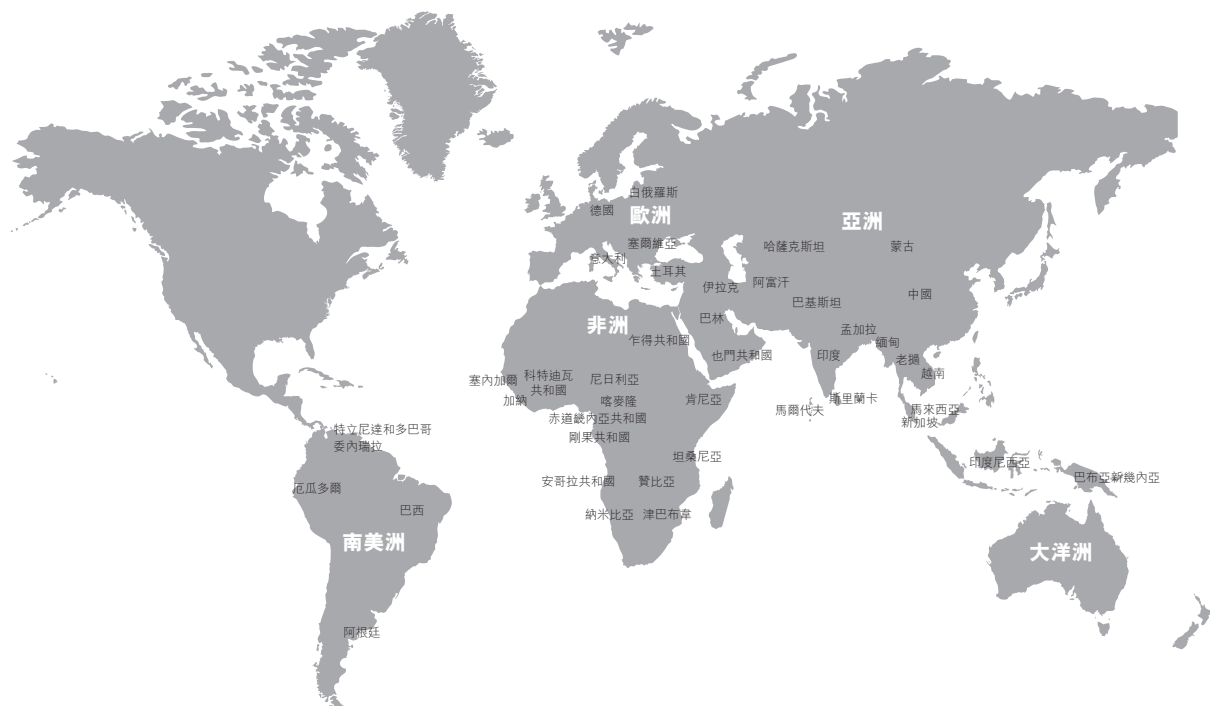 白俄羅斯
德國
歐洲
亞洲
塞爾維亞
哈薩克斯坦
蒙古
意大利
土耳其
伊拉克
阿富汗
中國
巴基斯坦
巴林
非洲
孟加拉
乍得共和國
緬甸
也門共和國
印度
老撾
越南
塞內加爾
科特迪瓦
共和國
尼日利亞
加納
喀麥隆
肯尼亞
斯里蘭卡
馬爾代夫
馬來西亞
新加坡
赤道畿內亞共和國
特立尼達和多巴哥
剛果共和國
委內瑞拉
坦桑尼亞
印度尼西亞
巴布亞新幾內亞
安哥拉共和國
贊比亞
厄瓜多爾
巴西
納米比亞
津巴布韋
南美洲
大洋洲
阿根廷